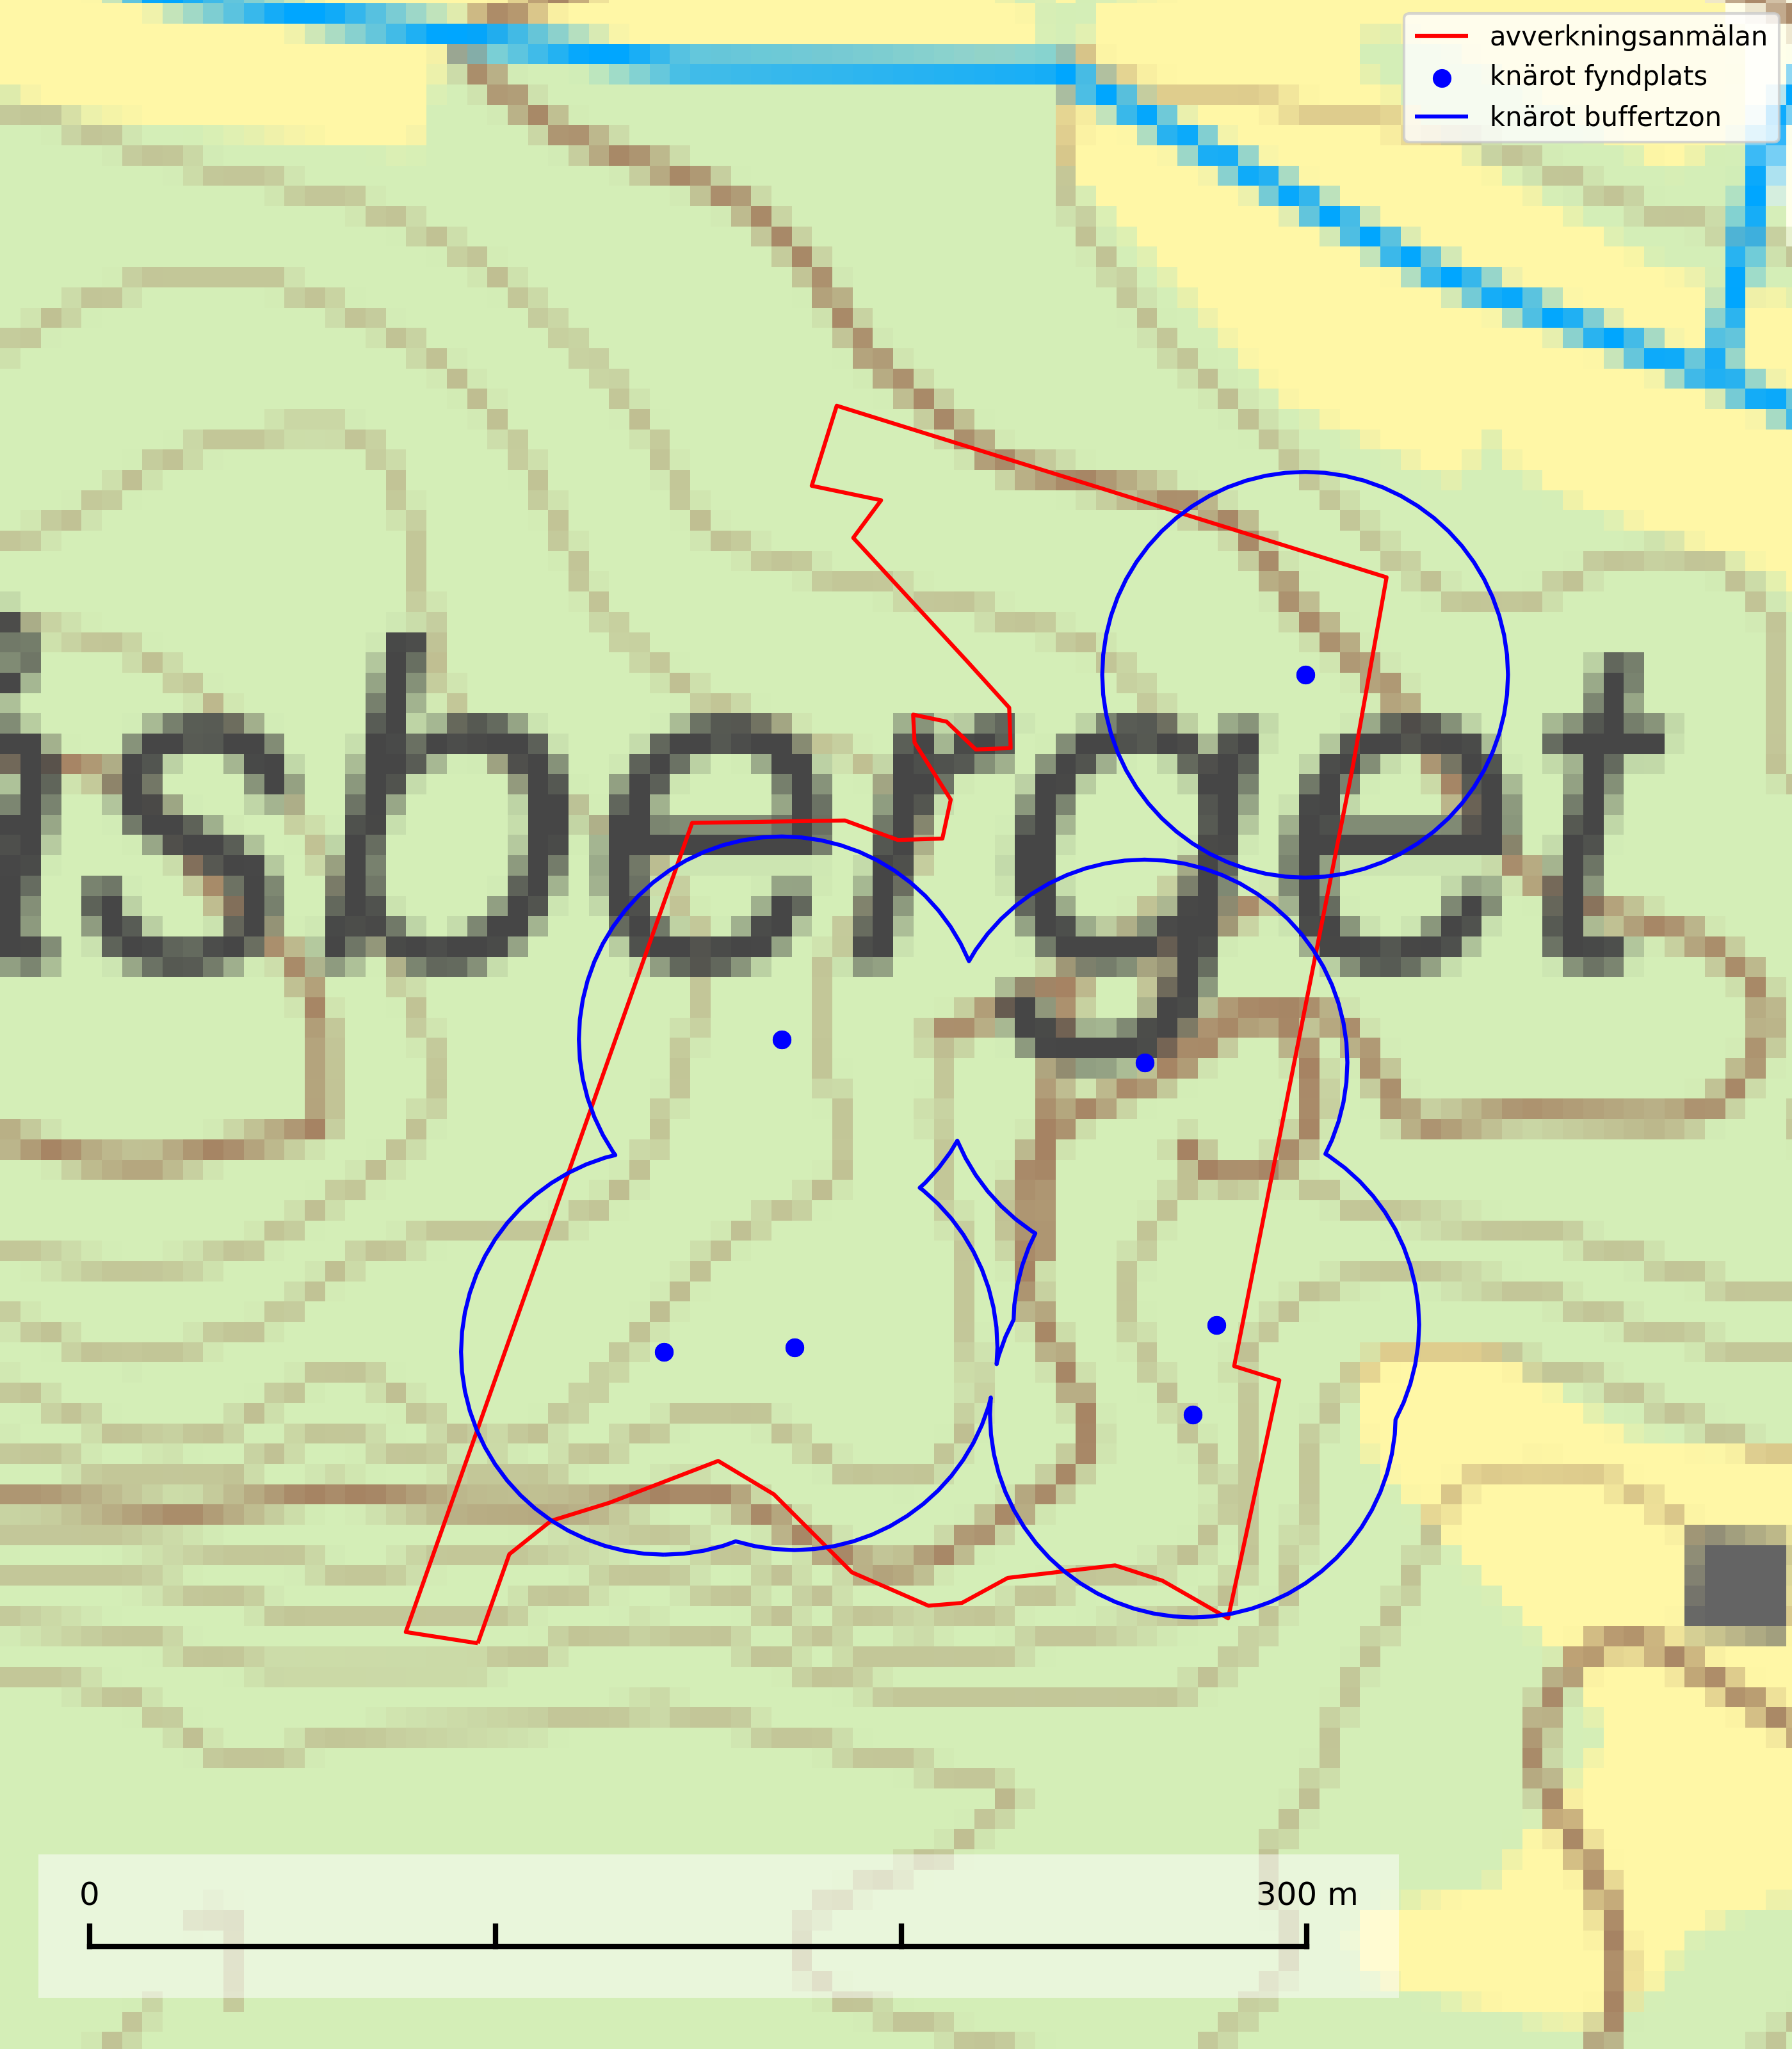 avverkningsanmälan
knärot fyndplats
knärot buffertzon
sberget
0 300 m